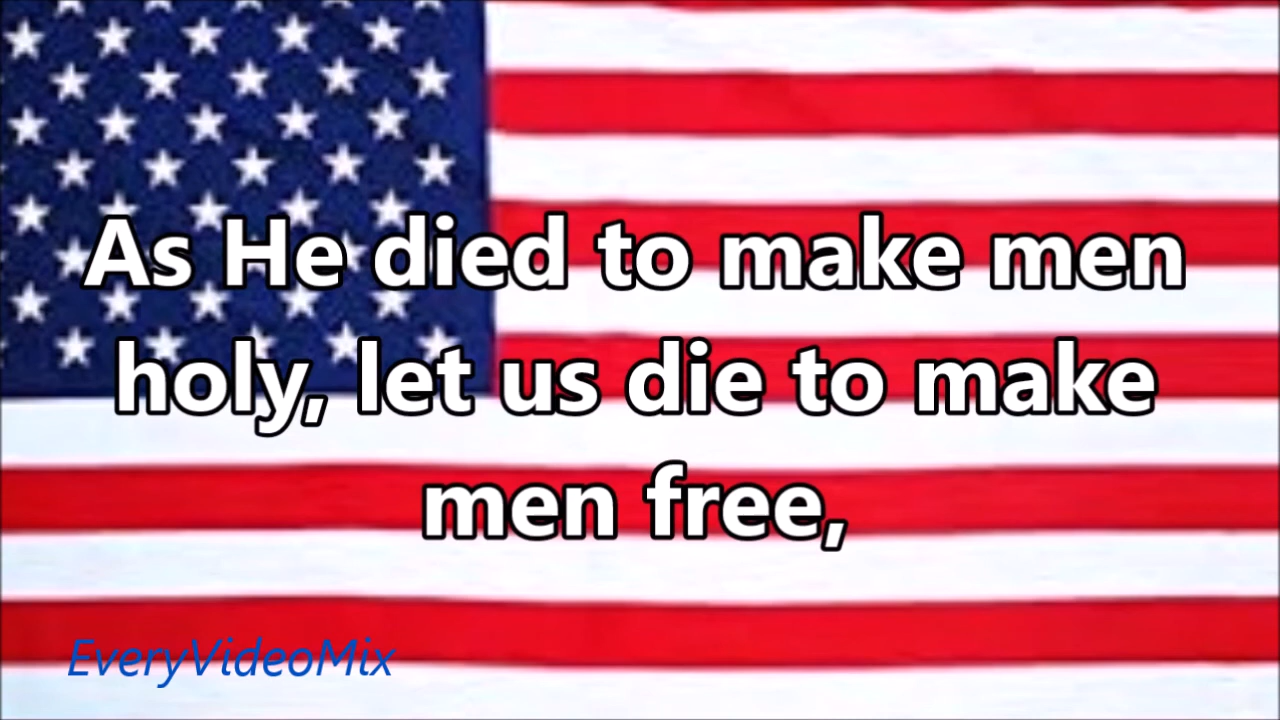 As He died to make men
holy, let us die to make
men free,
EveryVideoMix